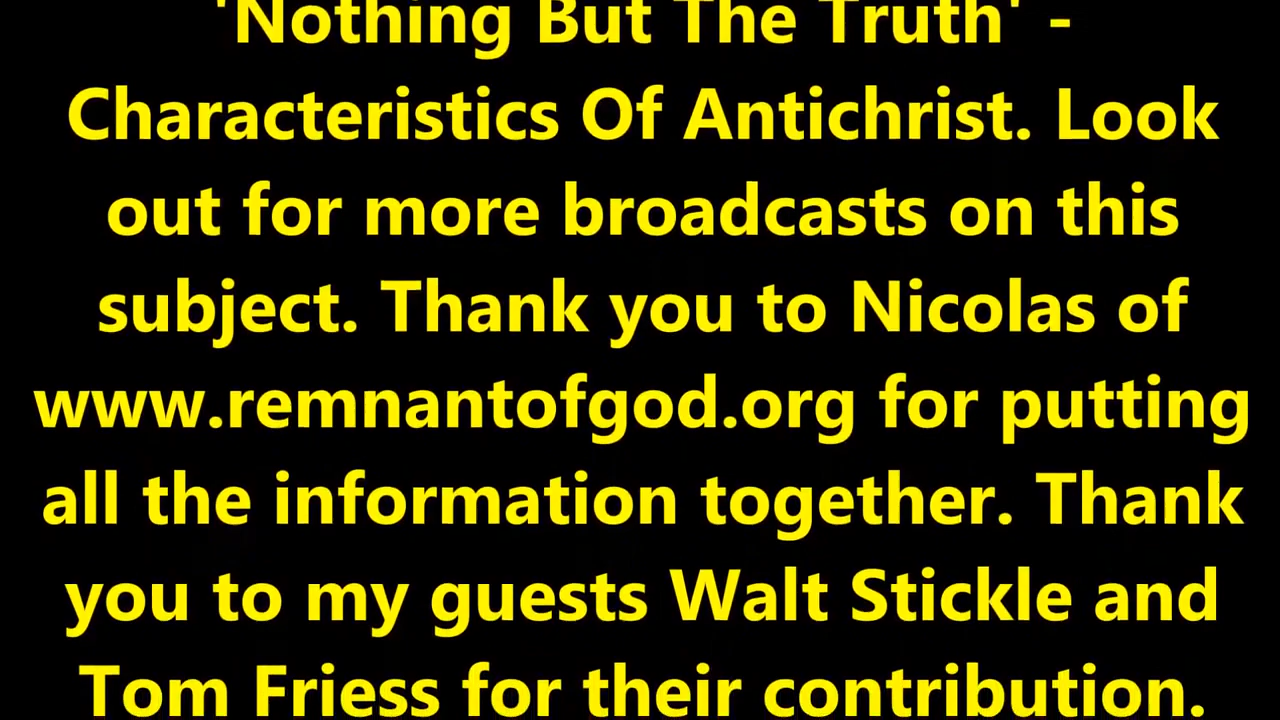 'Nothing But The Truth' -
Characteristics Of Antichrist. Look
out for more broadcasts on this
subject. Thank you to Nicolas of
www.remnantofgod.org for putting
all the information together. Thank
you to my guests Walt Stickle and
Tom Friess for their contribution.